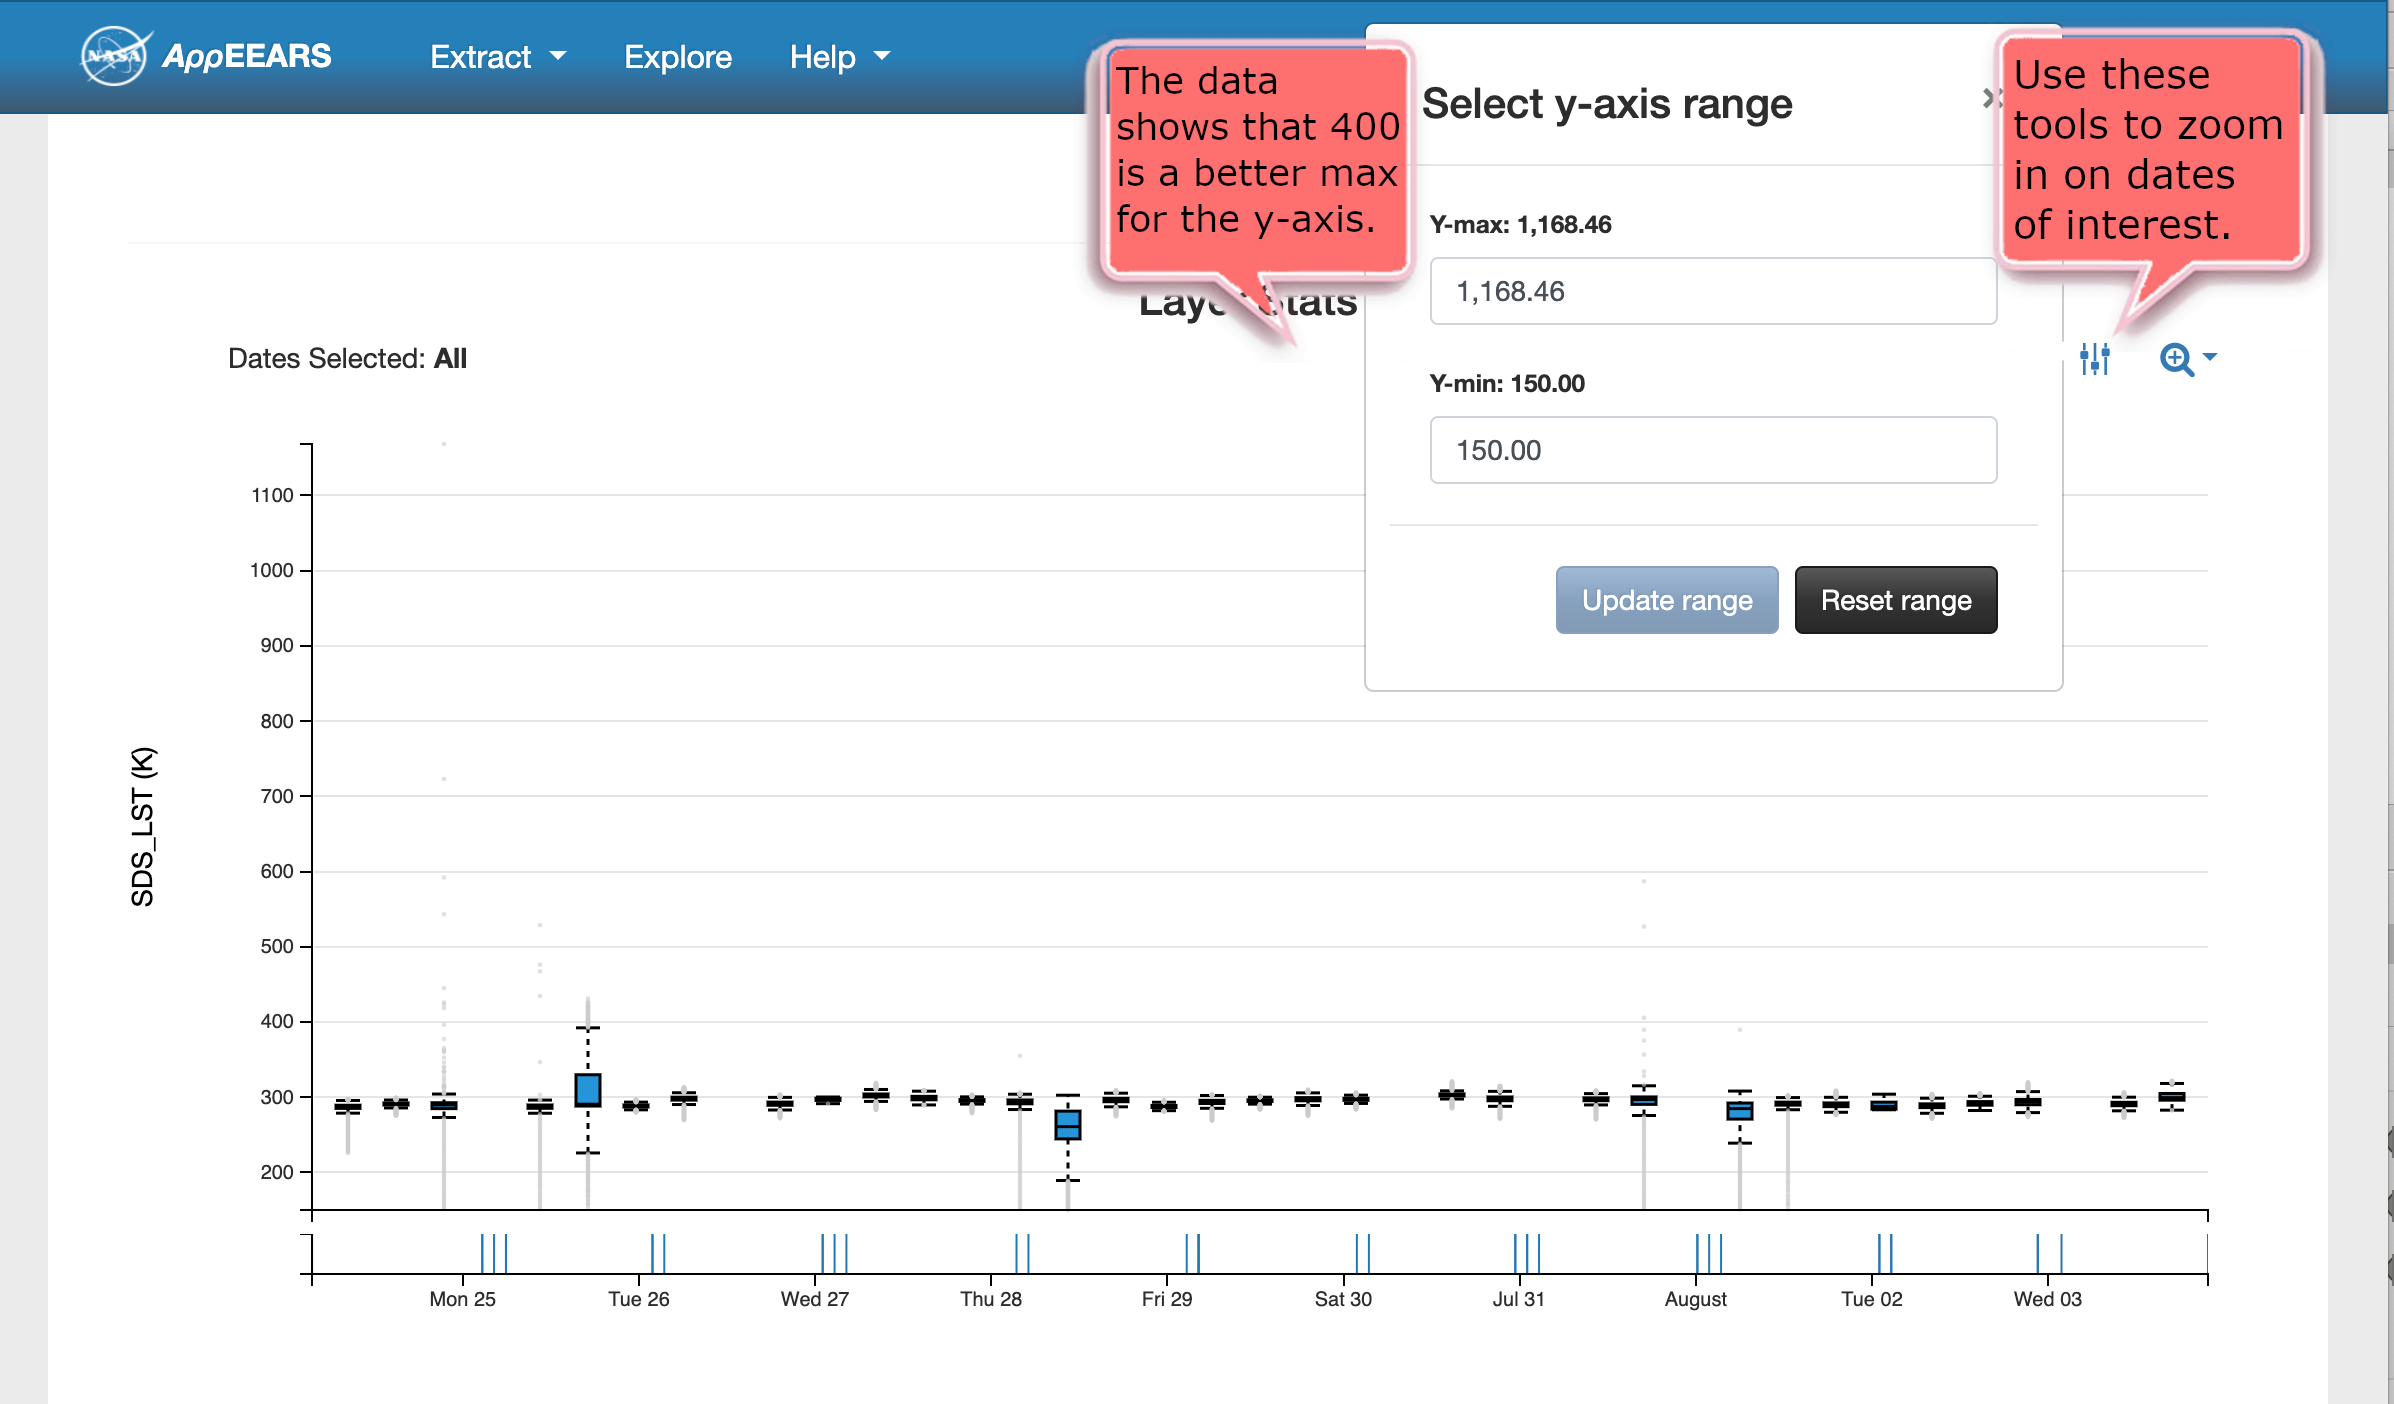 NASA
AppEEARS
Extract
Explore
Help
The data
shows that 400
is a better max
for the y-axis.
Select y-axis range
×
Use these
tools to zoom
in on dates
of interest.
Y-max: 1,168.46
1,168.46
Y-min: 150.00
150.00
Update range
Reset range
Layer Stats
Dates Selected: All
SDS_LST (K)
1100
1000
900
800
700
600
500
400
300
200
Mon 25
Tue 26
Wed 27
Thu 28
Fri 29
Sat 30
Jul 31
August
Tue 02
Wed 03